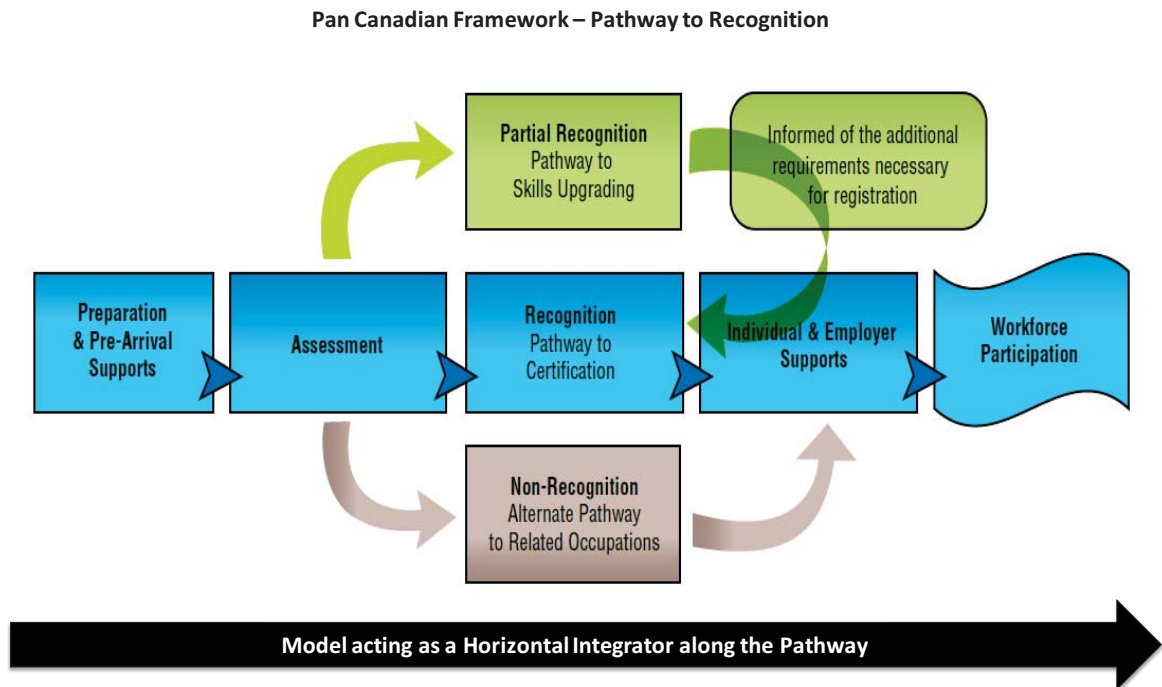 Pan Canadian Framework – Pathway to Recognition
Partial Recognition
Pathway to
Skills Upgrading
Informed of the additional
requirements necessary
for registration
Preparation
& Pre-Arrival
Supports
Assessment
Recognition
Pathway to
Certification
Individual & Employer
Supports
Workforce
Participation
Non-Recognition
Alternate Pathway
to Related Occupations
Model acting as a Horizontal Integrator along the Pathway